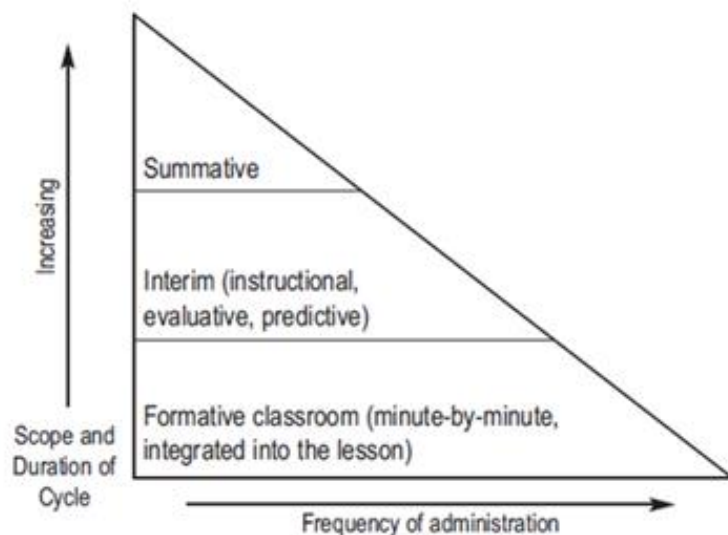 Summative
Increasing
Interim (instructional,
evaluative, predictive)
Formative classroom (minute-by-minute,
integrated into the lesson)
Scope and
Duration of
Cycle
Frequency of administration